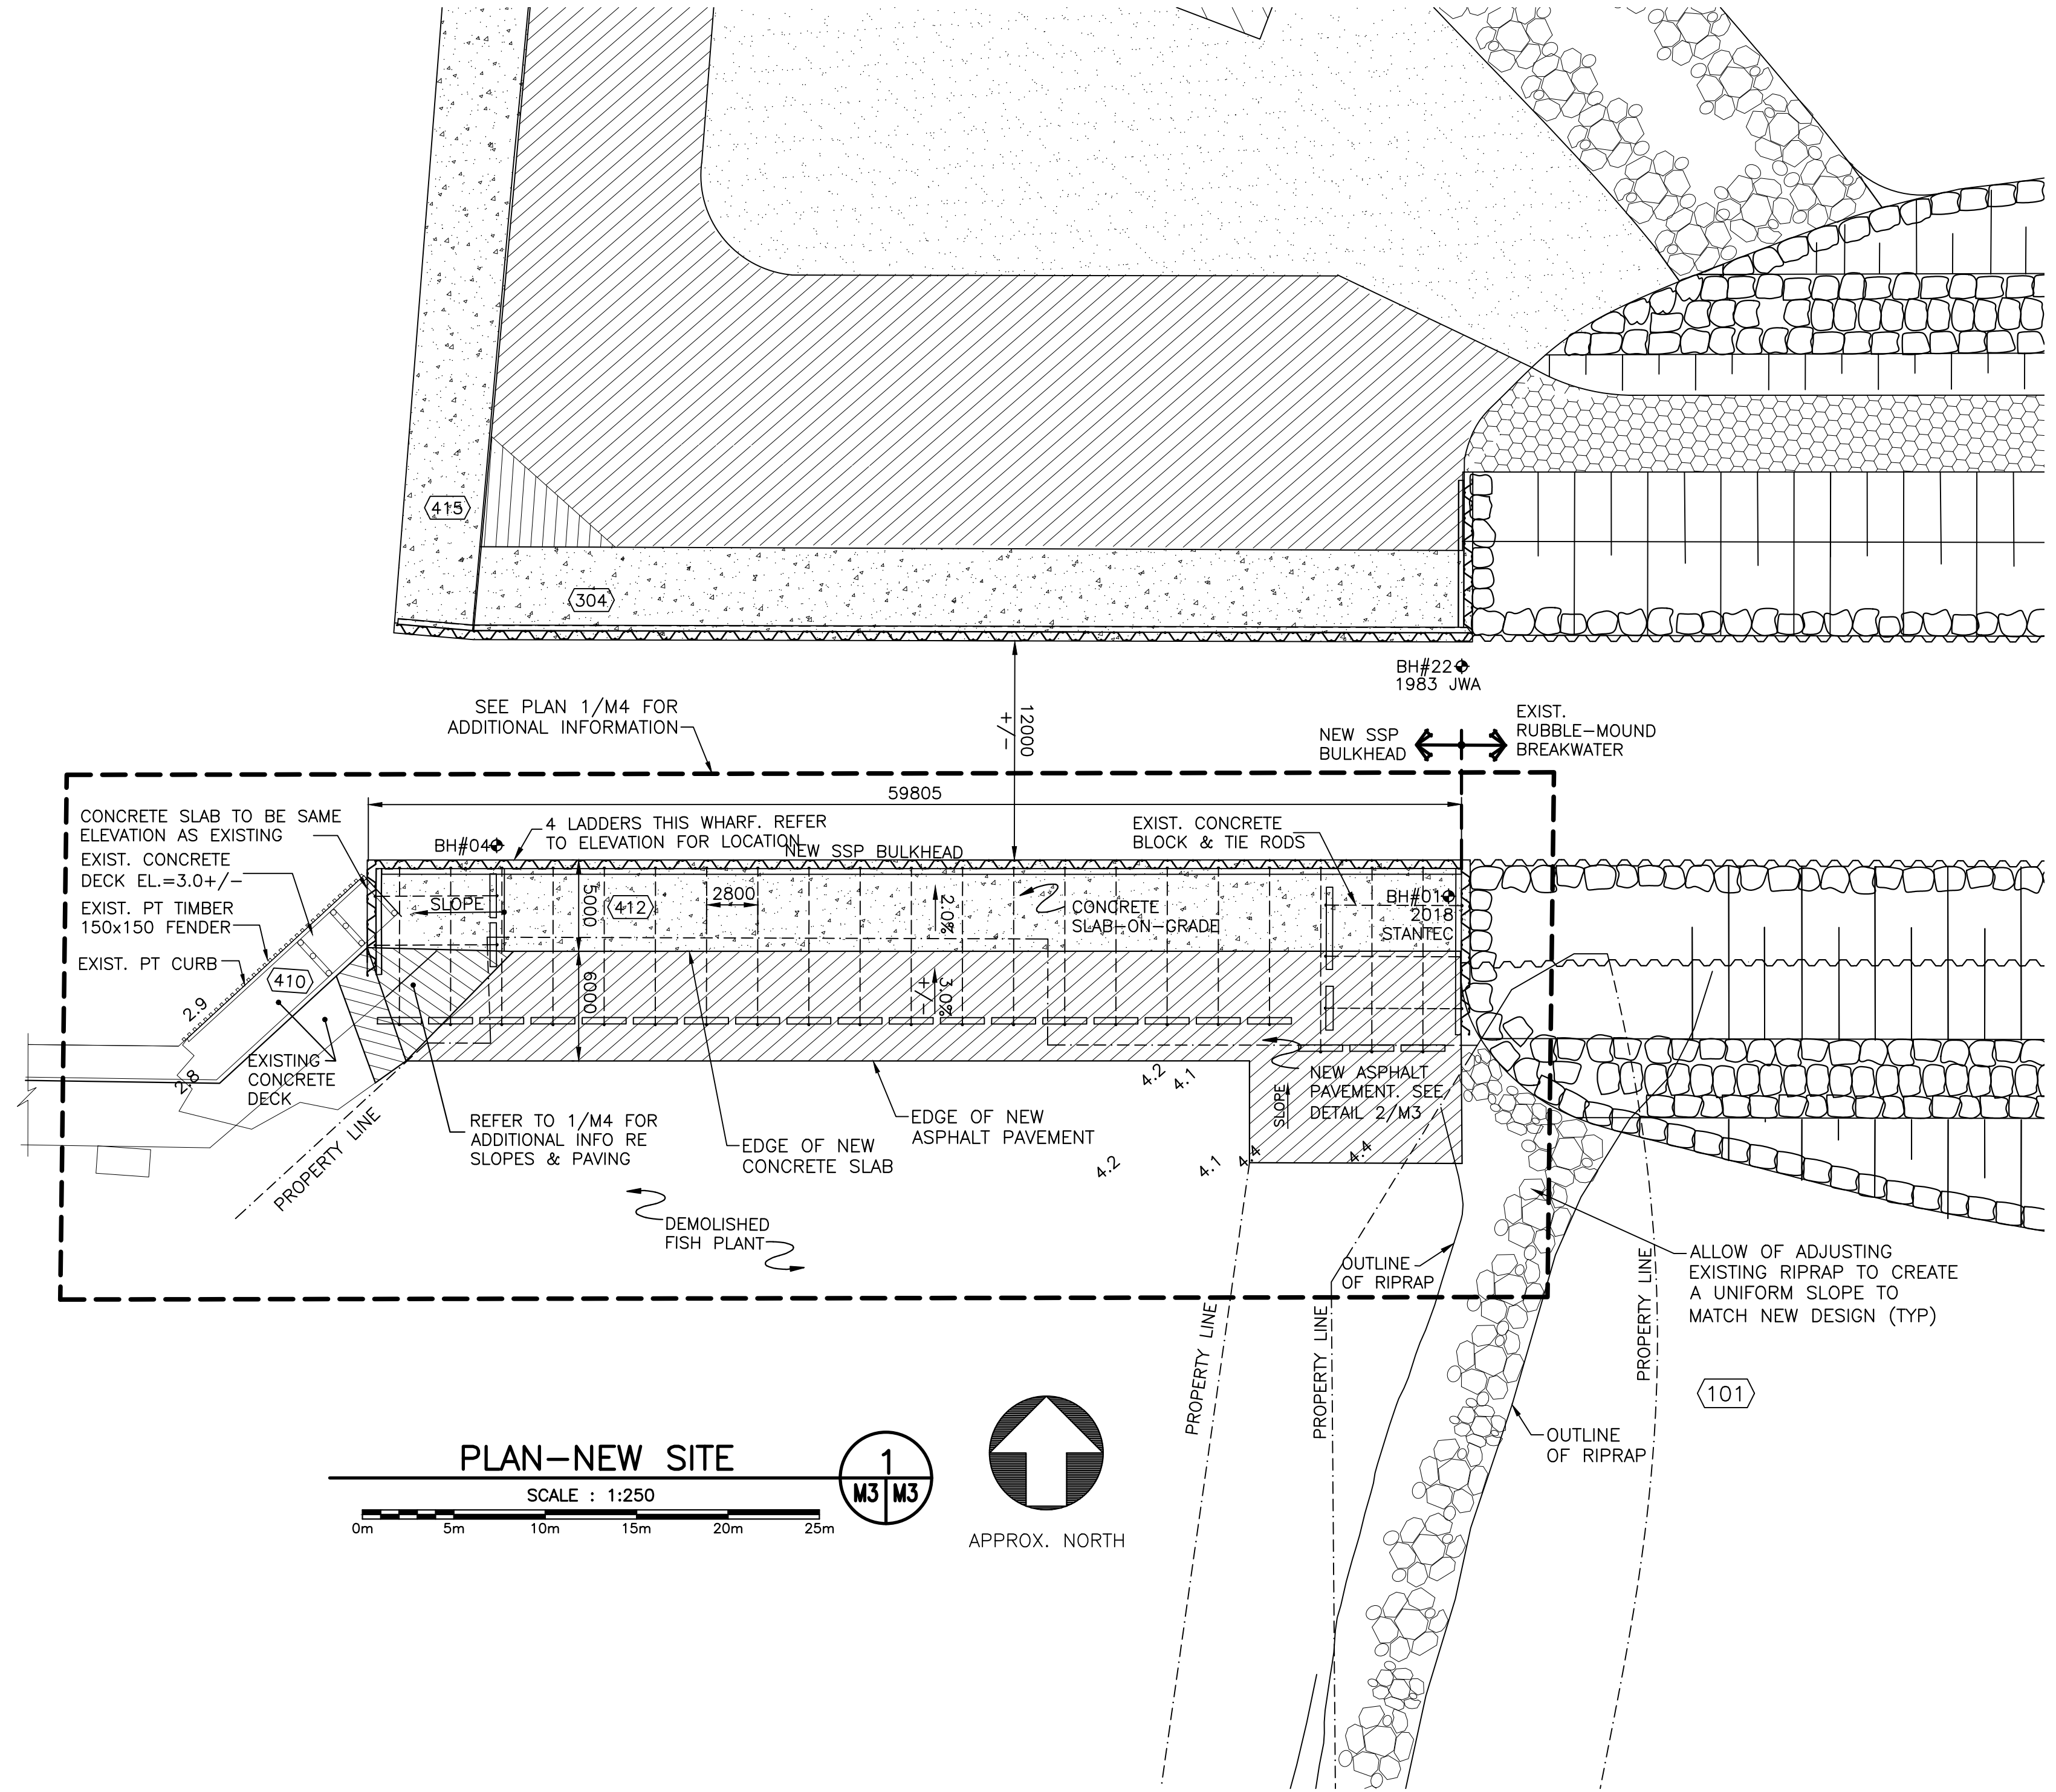 415
304
BH#22
1983 JWA
SEE PLAN 1/M4 FOR
ADDITIONAL INFORMATION
12000
+/-
NEW SSP
BULKHEAD
EXIST.
RUBBLE-MOUND
BREAKWATER
59805
CONCRETE SLAB TO BE SAME
ELEVATION AS EXISTING
EXIST. CONCRETE
DECK EL.=3.0+/-
EXIST. PT TIMBER
150x150 FENDER
EXIST. PT CURB
BH#04
4 LADDERS THIS WHARF. REFER
TO ELEVATION FOR LOCATION
NEW SSP BULKHEAD
EXIST. CONCRETE
BLOCK & TIE RODS
SLOPE
5000
412
2800
2.0%
CONCRETE
SLAB-ON-GRADE
BH#01
2018
STANTEC
410
2.9
6000
3.0%
+/-
2.8
EXISTING
CONCRETE
DECK
PROPERTY LINE
REFER TO 1/M4 FOR
ADDITIONAL INFO RE
SLOPES & PAVING
EDGE OF NEW
CONCRETE SLAB
EDGE OF NEW
ASPHALT PAVEMENT
4.2
4.1
4.2
4.1
4.4
SLOPE
NEW ASPHALT
PAVEMENT. SEE
DETAIL 2/M3
4.4
DEMOLISHED
FISH PLANT
OUTLINE
OF RIPRAP
PROPERTY LINE
PROPERTY LINE
PROPERTY LINE
ALLOW OF ADJUSTING
EXISTING RIPRAP TO CREATE
A UNIFORM SLOPE TO
MATCH NEW DESIGN (TYP)
101
OUTLINE
OF RIPRAP
PLAN-NEW SITE
1
M3 M3
SCALE : 1:250
0m 5m 10m 15m 20m 25m
APPROX. NORTH